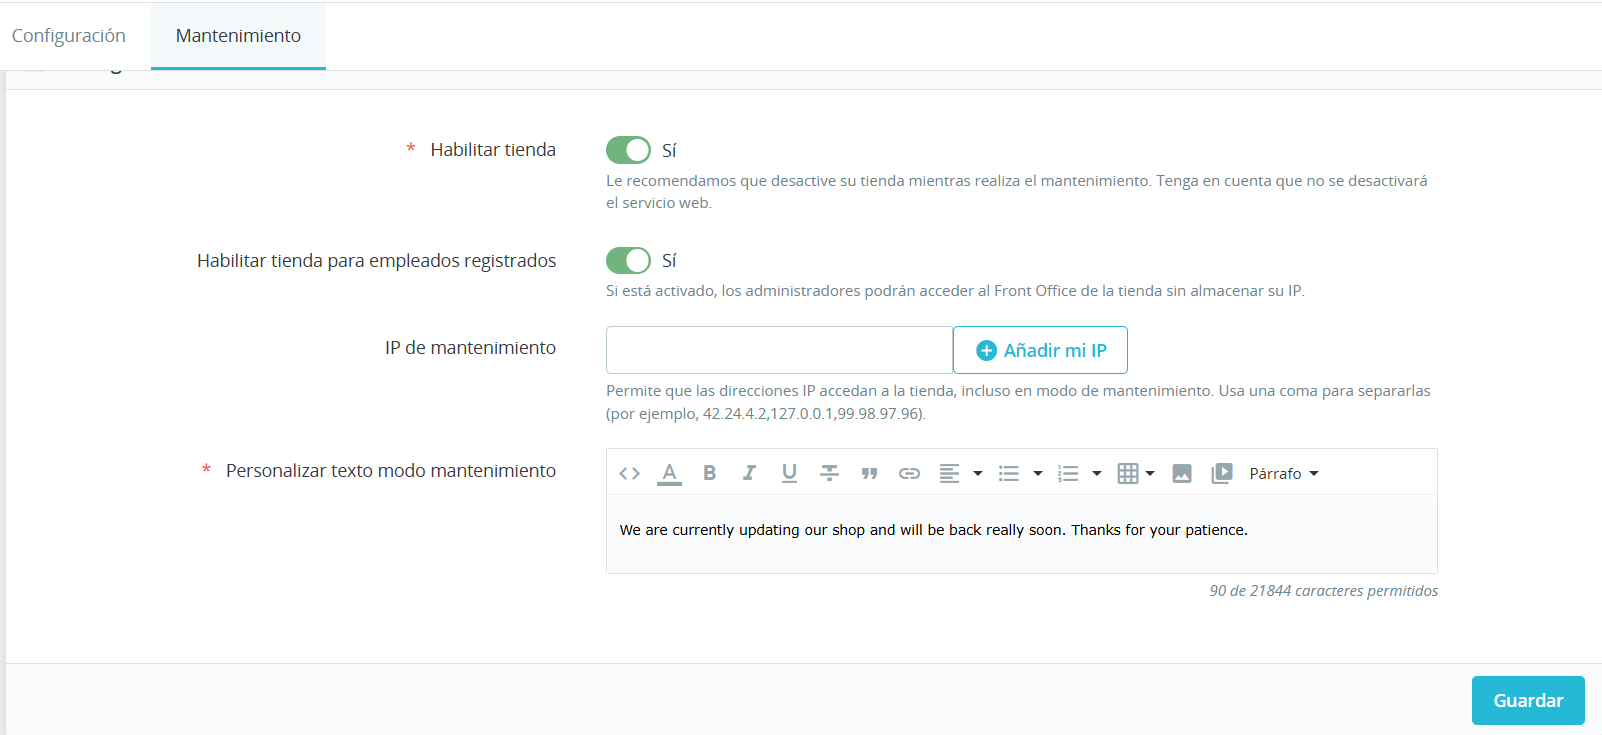 Configuración
Mantenimiento
* Habilitar tienda
Sí
Le recomendamos que desactive su tienda mientras realiza el mantenimiento. Tenga en cuenta que no se desactivará
el servicio web.
Habilitar tienda para empleados registrados
Sí
Si está activado, los administradores podrán acceder al Front Office de la tienda sin almacenar su IP.
IP de mantenimiento
Añadir mi IP
Permite que las direcciones IP accedan a la tienda, incluso en modo de mantenimiento. Usa una coma para separarlas
(por ejemplo, 42.24.4.2,127.0.0.1,99.98.97.96).
* Personalizar texto modo mantenimiento
Párrafo
We are currently updating our shop and will be back really soon. Thanks for your patience.
90 de 21844 caracteres permitidos
Guardar